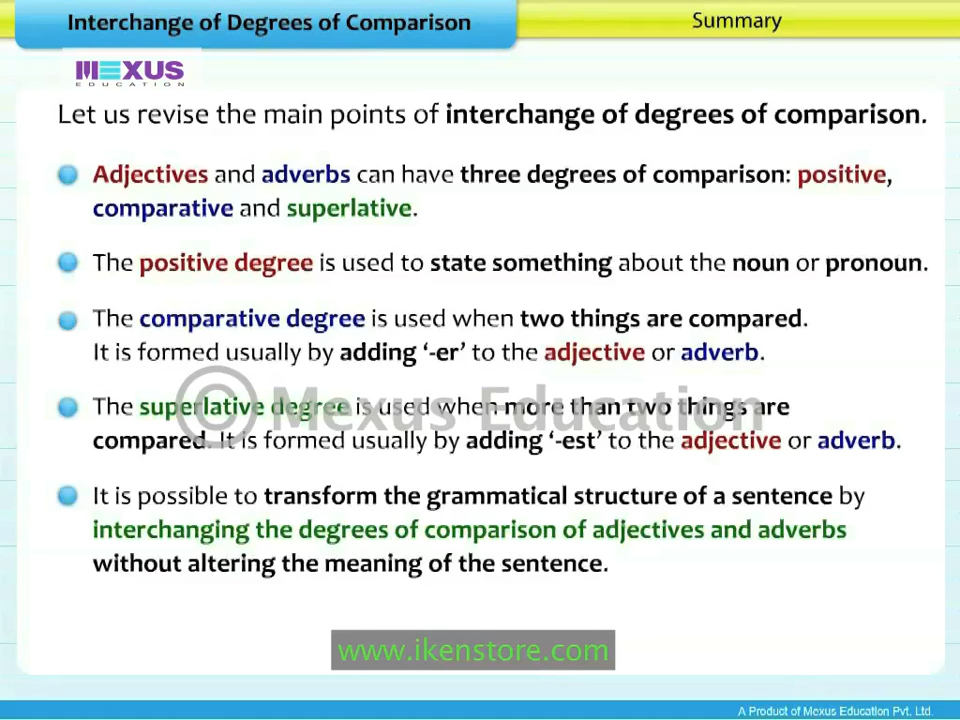 Interchange of Degrees of Comparison
Summary
MEXUS
EDUCATION
Let us revise the main points of interchange of degrees of comparison.
Adjectives and adverbs can have three degrees of comparison: positive,
comparative and superlative.
The positive degree is used to state something about the noun or pronoun.
The comparative degree is used when two things are compared.
It is formed usually by adding ‘-er’ to the adjective or adverb.
© Mexus Education
The superlative degree is used when more than two things are
compared. It is formed usually by adding ‘-est’ to the adjective or adverb.
It is possible to transform the grammatical structure of a sentence by
interchanging the degrees of comparison of adjectives and adverbs
without altering the meaning of the sentence.
www.ikenstore.com
A Product of Mexus Education Pvt. Ltd.